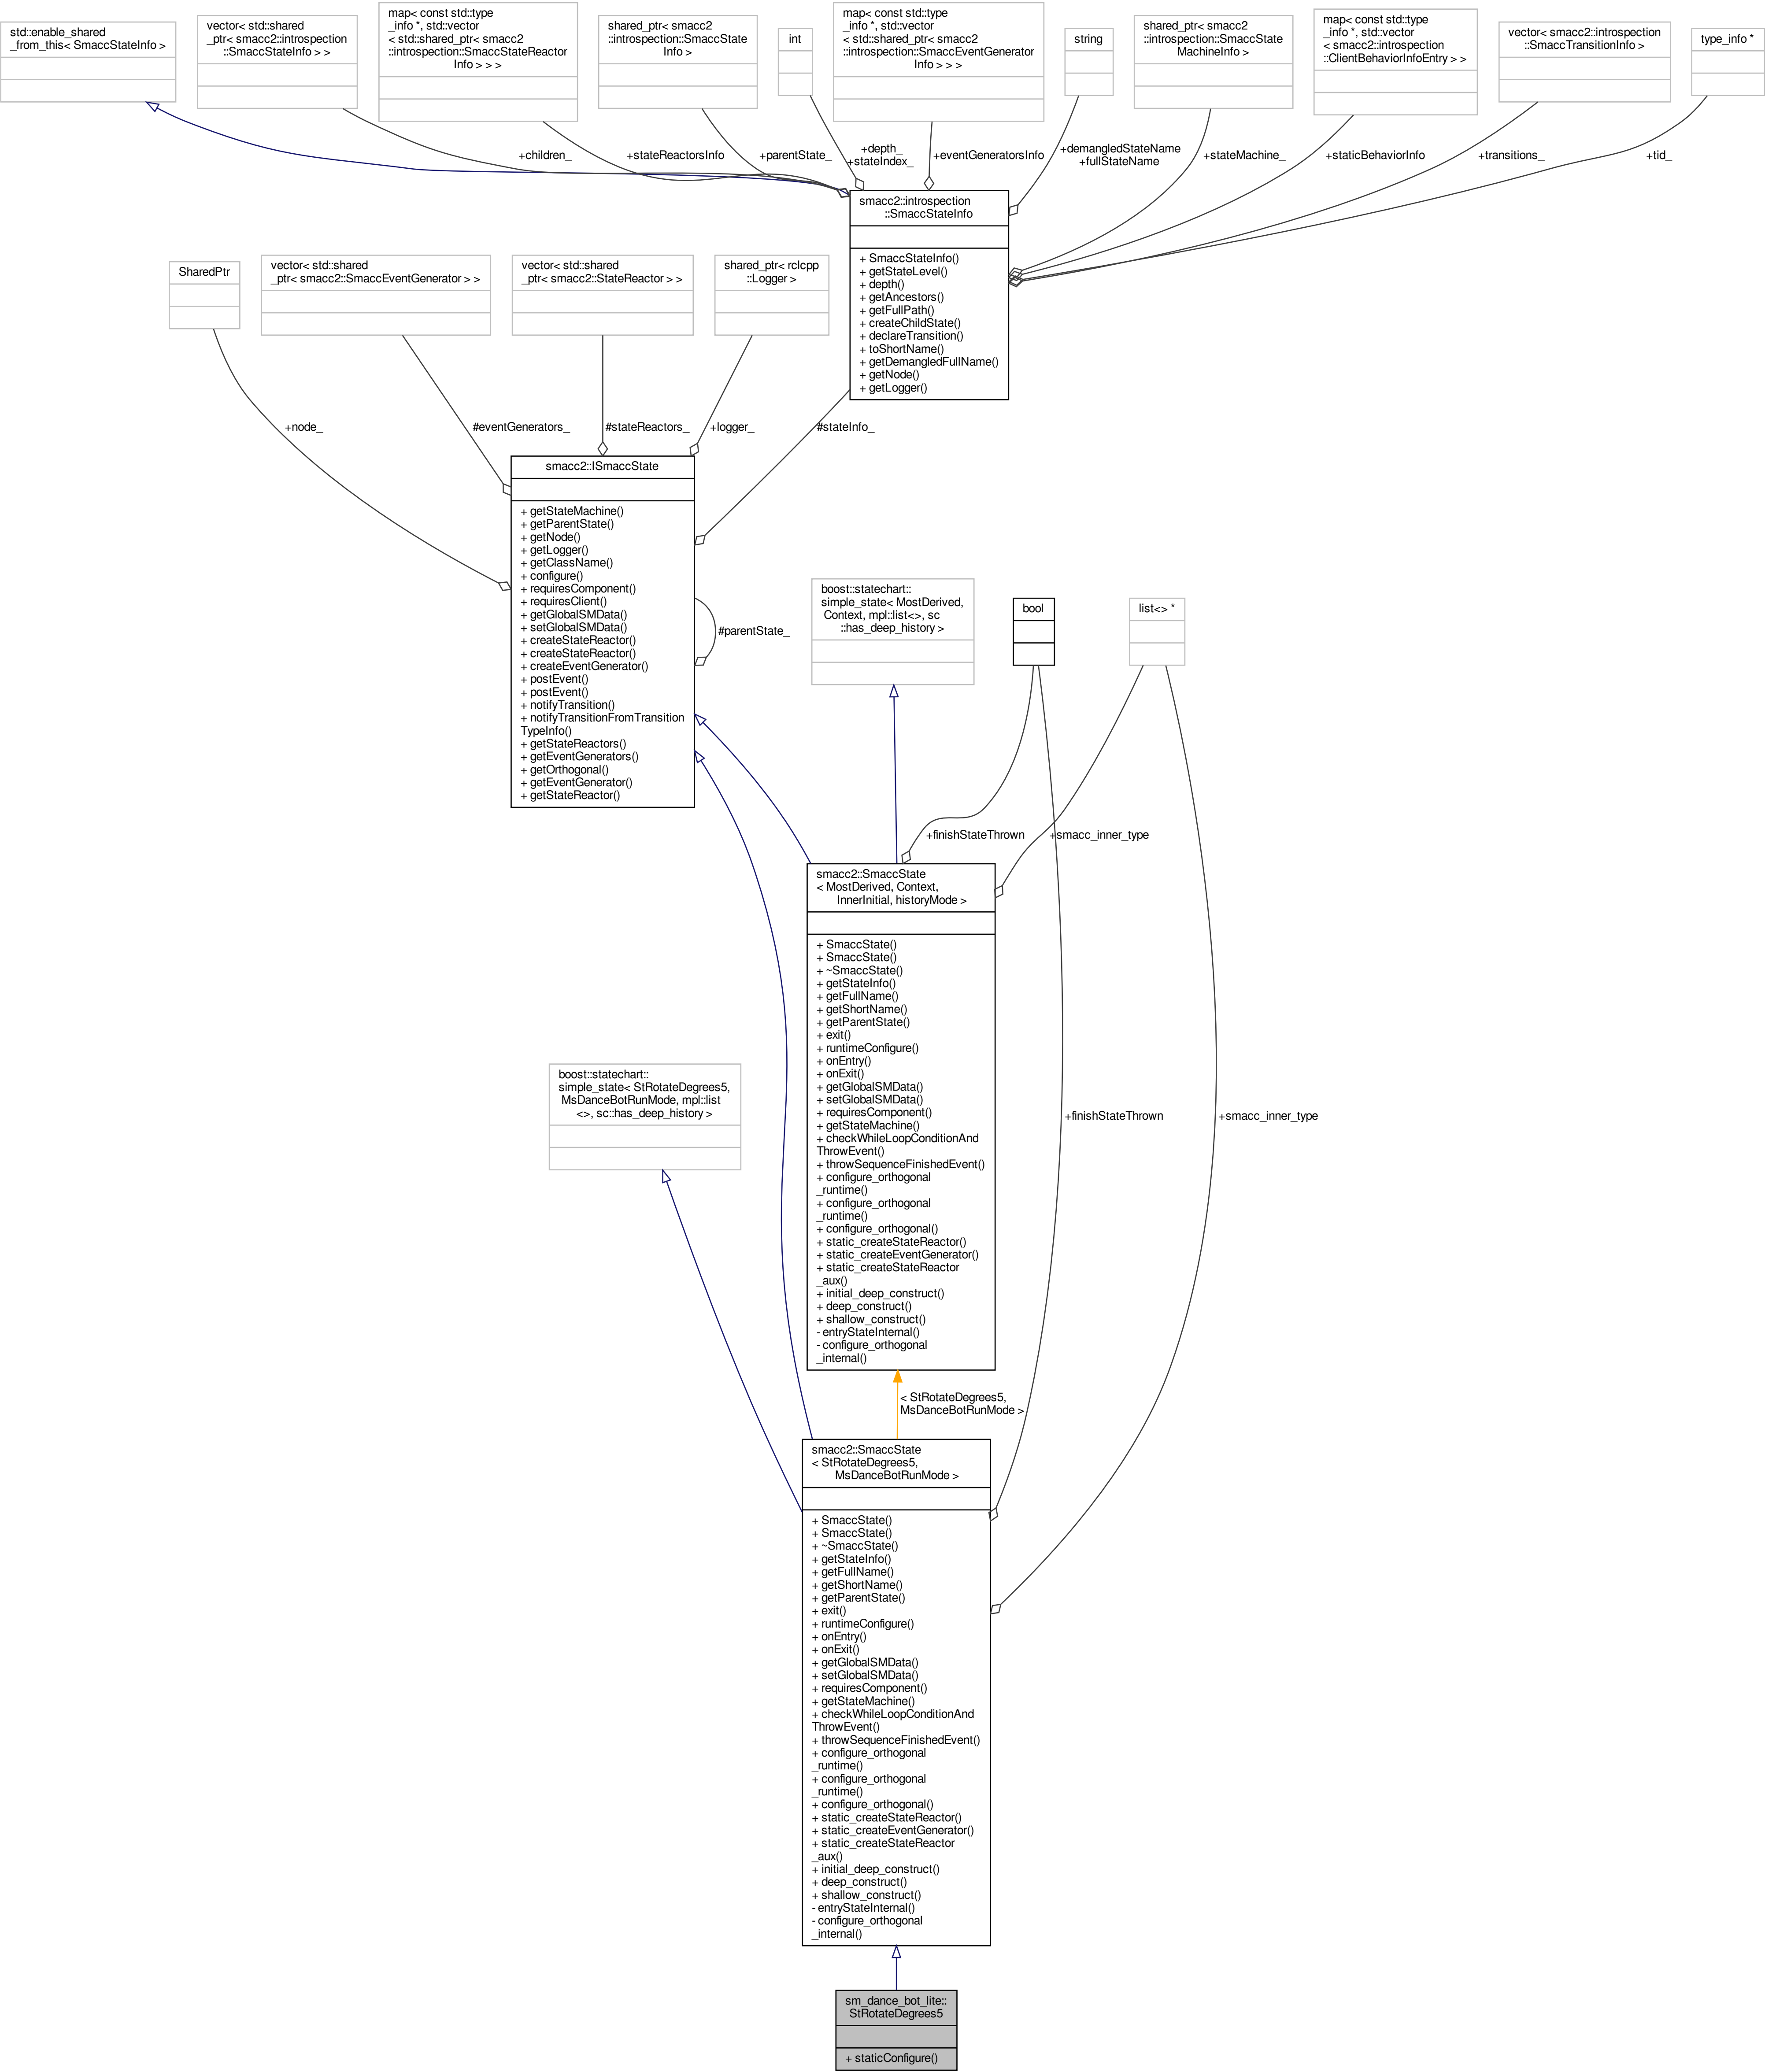 std::enable_shared
_from_this< SmaccStateInfo >
vector< std::shared
_ptr< smacc2::introspection
::SmaccStateInfo > >
map< const std::type
_info *, std::vector
< std::shared_ptr< smacc2
::introspection::SmaccStateReactor
Info > > >
shared_ptr< smacc2
::introspection::SmaccState
Info >
int
map< const std::type
_info *, std::vector
< std::shared_ptr< smacc2
::introspection::SmaccEventGenerator
Info > > >
string
shared_ptr< smacc2
::introspection::SmaccState
MachineInfo >
map< const std::type
_info *, std::vector
< smacc2::introspection
::ClientBehaviorInfoEntry > >
vector< smacc2::introspection
::SmaccTransitionInfo >
type_info *
+children_
+stateReactorsInfo
+parentState_
+depth_
+stateIndex_
+eventGeneratorsInfo
+demangledStateName
+fullStateName
+stateMachine_
+staticBehaviorInfo
+transitions_
+tid_
smacc2::introspection
::SmaccStateInfo
+ SmaccStateInfo()
+ getStateLevel()
+ depth()
+ getAncestors()
+ getFullPath()
+ createChildState()
+ declareTransition()
+ toShortName()
+ getDemangledFullName()
+ getNode()
+ getLogger()
SharedPtr
vector< std::shared
_ptr< smacc2::SmaccEventGenerator > >
vector< std::shared
_ptr< smacc2::StateReactor > >
shared_ptr< rclcpp
::Logger >
+node_
#eventGenerators_
#stateReactors_
+logger_
#stateInfo_
smacc2::ISmaccState
+ getStateMachine()
+ getParentState()
+ getNode()
+ getLogger()
+ getClassName()
+ configure()
+ requiresComponent()
+ requiresClient()
+ getGlobalSMData()
+ setGlobalSMData()
+ createStateReactor()
+ createStateReactor()
+ createEventGenerator()
+ postEvent()
+ postEvent()
+ notifyTransition()
+ notifyTransitionFromTransition
TypeInfo()
+ getStateReactors()
+ getEventGenerators()
+ getOrthogonal()
+ getEventGenerator()
+ getStateReactor()
#parentState_
boost::statechart::
simple_state< MostDerived,
Context, mpl::list<>, sc
::has_deep_history >
bool
list<> *
+finishStateThrown
+smacc_inner_type
smacc2::SmaccState
< MostDerived, Context,
InnerInitial, historyMode >
+ SmaccState()
+ SmaccState()
+ ~SmaccState()
+ getStateInfo()
+ getFullName()
+ getShortName()
+ getParentState()
+ exit()
+ runtimeConfigure()
+ onEntry()
+ onExit()
+ getGlobalSMData()
+ setGlobalSMData()
+ requiresComponent()
+ getStateMachine()
+ checkWhileLoopConditionAnd
ThrowEvent()
+ throwSequenceFinishedEvent()
+ configure_orthogonal
_runtime()
+ configure_orthogonal
_runtime()
+ configure_orthogonal()
+ static_createStateReactor()
+ static_createEventGenerator()
+ static_createStateReactor
_aux()
+ initial_deep_construct()
+ deep_construct()
+ shallow_construct()
- entryStateInternal()
- configure_orthogonal
_internal()
boost::statechart::
simple_state< StRotateDegrees5,
MsDanceBotRunMode, mpl::list
<>, sc::has_deep_history >
+finishStateThrown
+smacc_inner_type
< StRotateDegrees5,
MsDanceBotRunMode >
smacc2::SmaccState
< StRotateDegrees5,
MsDanceBotRunMode >
+ SmaccState()
+ SmaccState()
+ ~SmaccState()
+ getStateInfo()
+ getFullName()
+ getShortName()
+ getParentState()
+ exit()
+ runtimeConfigure()
+ onEntry()
+ onExit()
+ getGlobalSMData()
+ setGlobalSMData()
+ requiresComponent()
+ getStateMachine()
+ checkWhileLoopConditionAnd
ThrowEvent()
+ throwSequenceFinishedEvent()
+ configure_orthogonal
_runtime()
+ configure_orthogonal
_runtime()
+ configure_orthogonal()
+ static_createStateReactor()
+ static_createEventGenerator()
+ static_createStateReactor
_aux()
+ initial_deep_construct()
+ deep_construct()
+ shallow_construct()
- entryStateInternal()
- configure_orthogonal
_internal()
sm_dance_bot_lite::
StRotateDegrees5
+ staticConfigure()